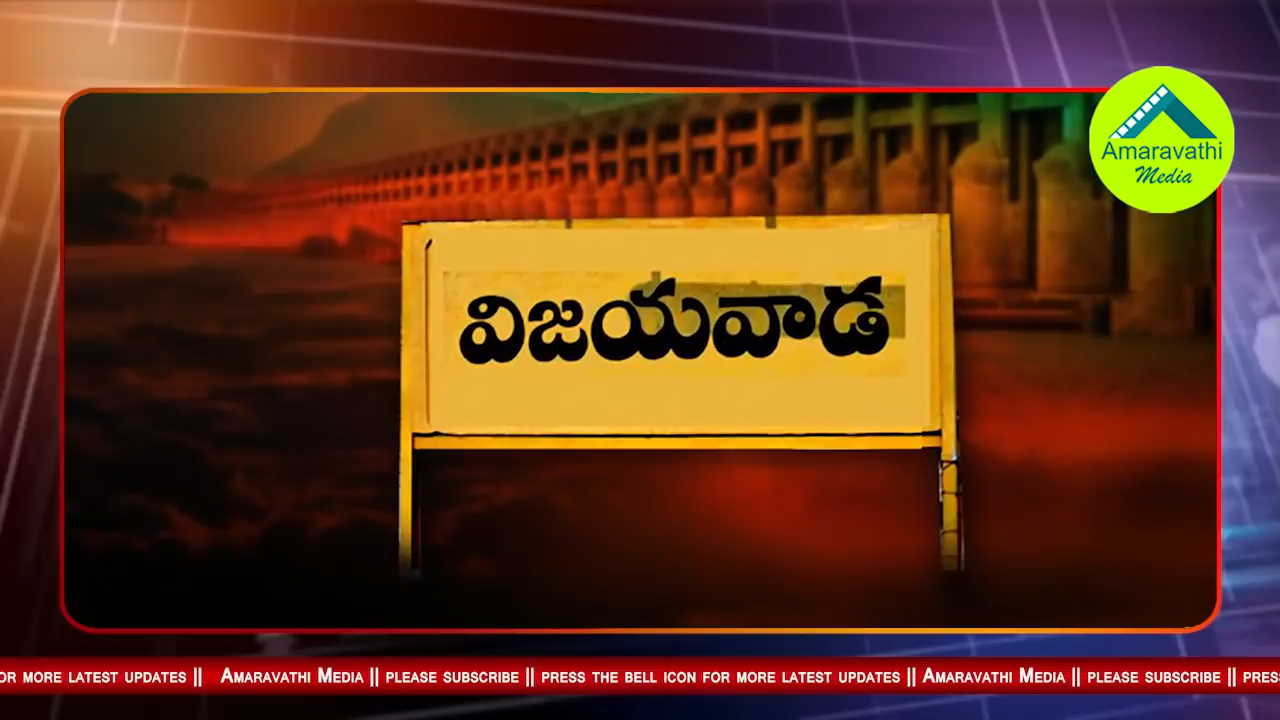 Amaravathi
Media
విజయవాడ
OR MORE LATEST UPDATES || AMARAVATHI MEDIA || PLEASE SUBSCRIBE || PRESS THE BELL ICON FOR MORE LATEST UPDATES || AMARAVATHI MEDIA || PLEASE SUBSCRIBE || PRESS